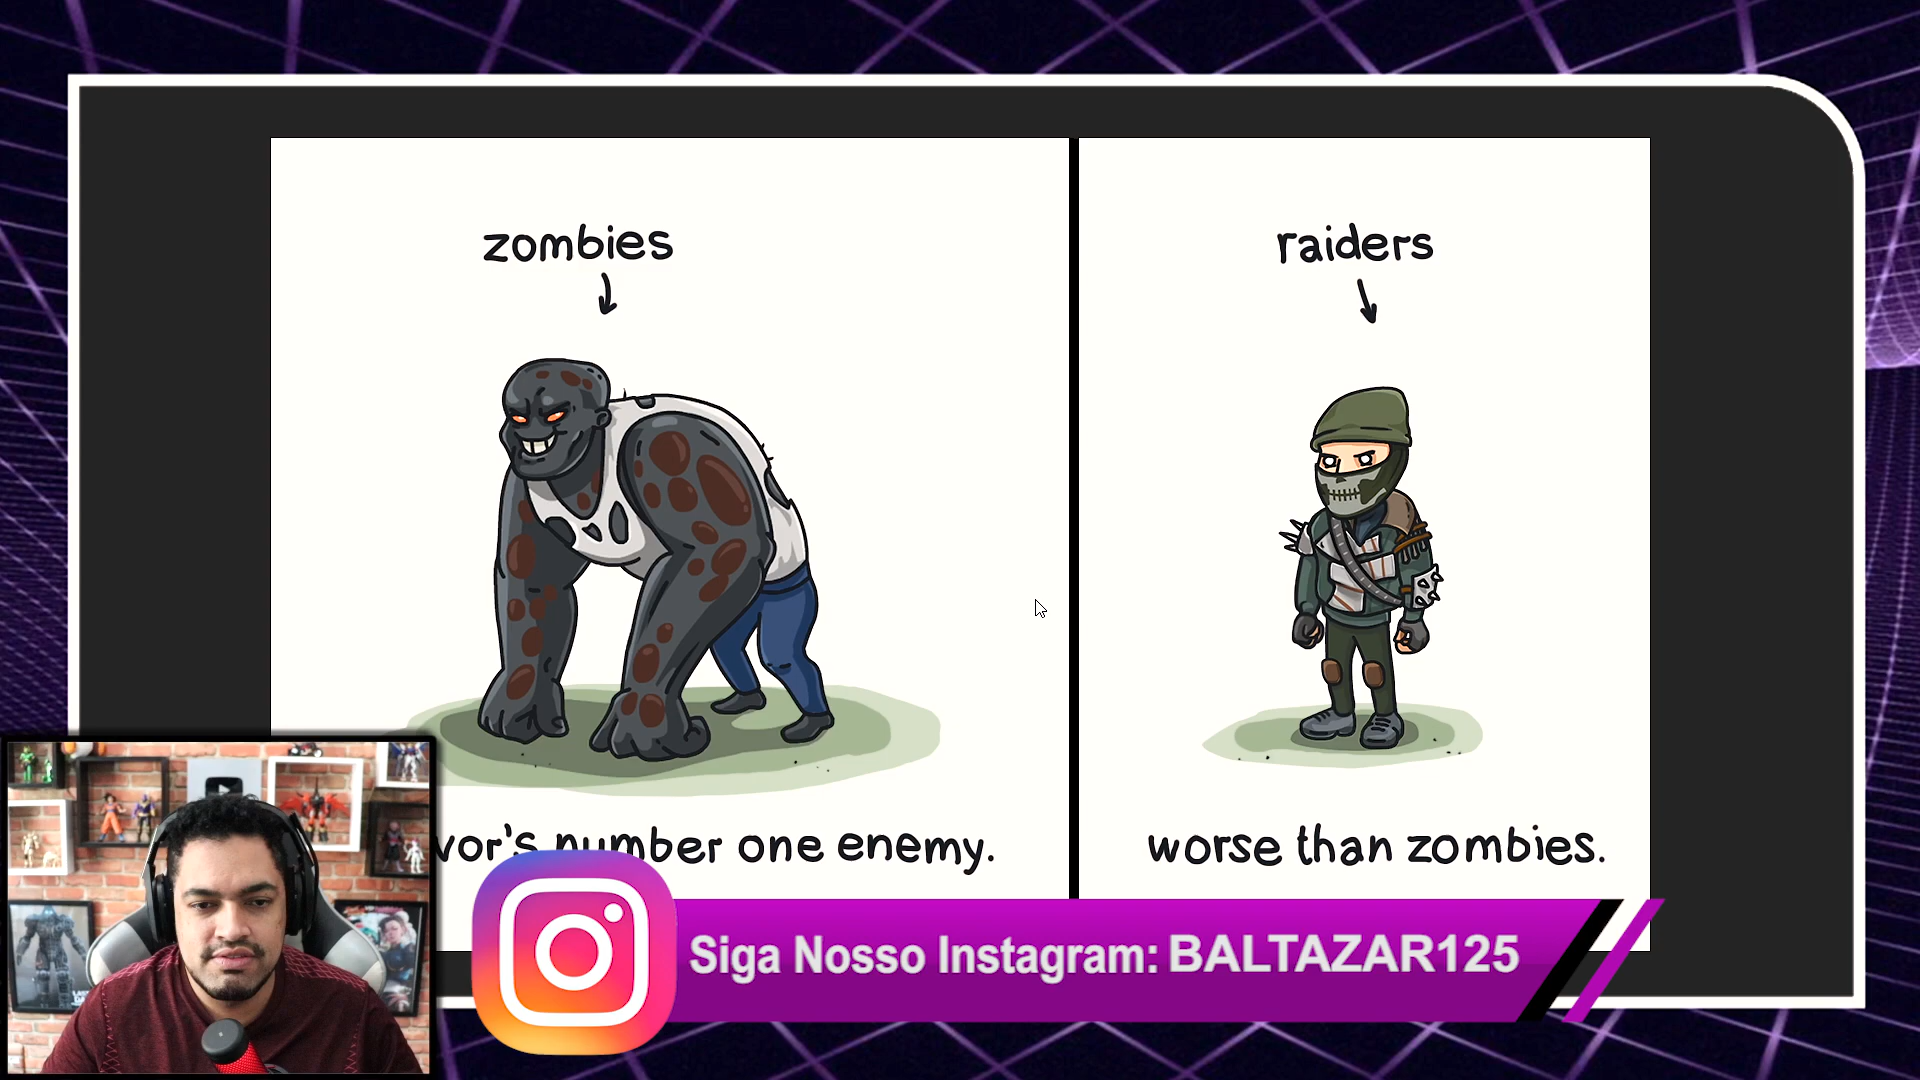 zombies
raiders
vor's number one enemy.
worse than zombies.
Siga Nosso Instagram: BALTAZAR125